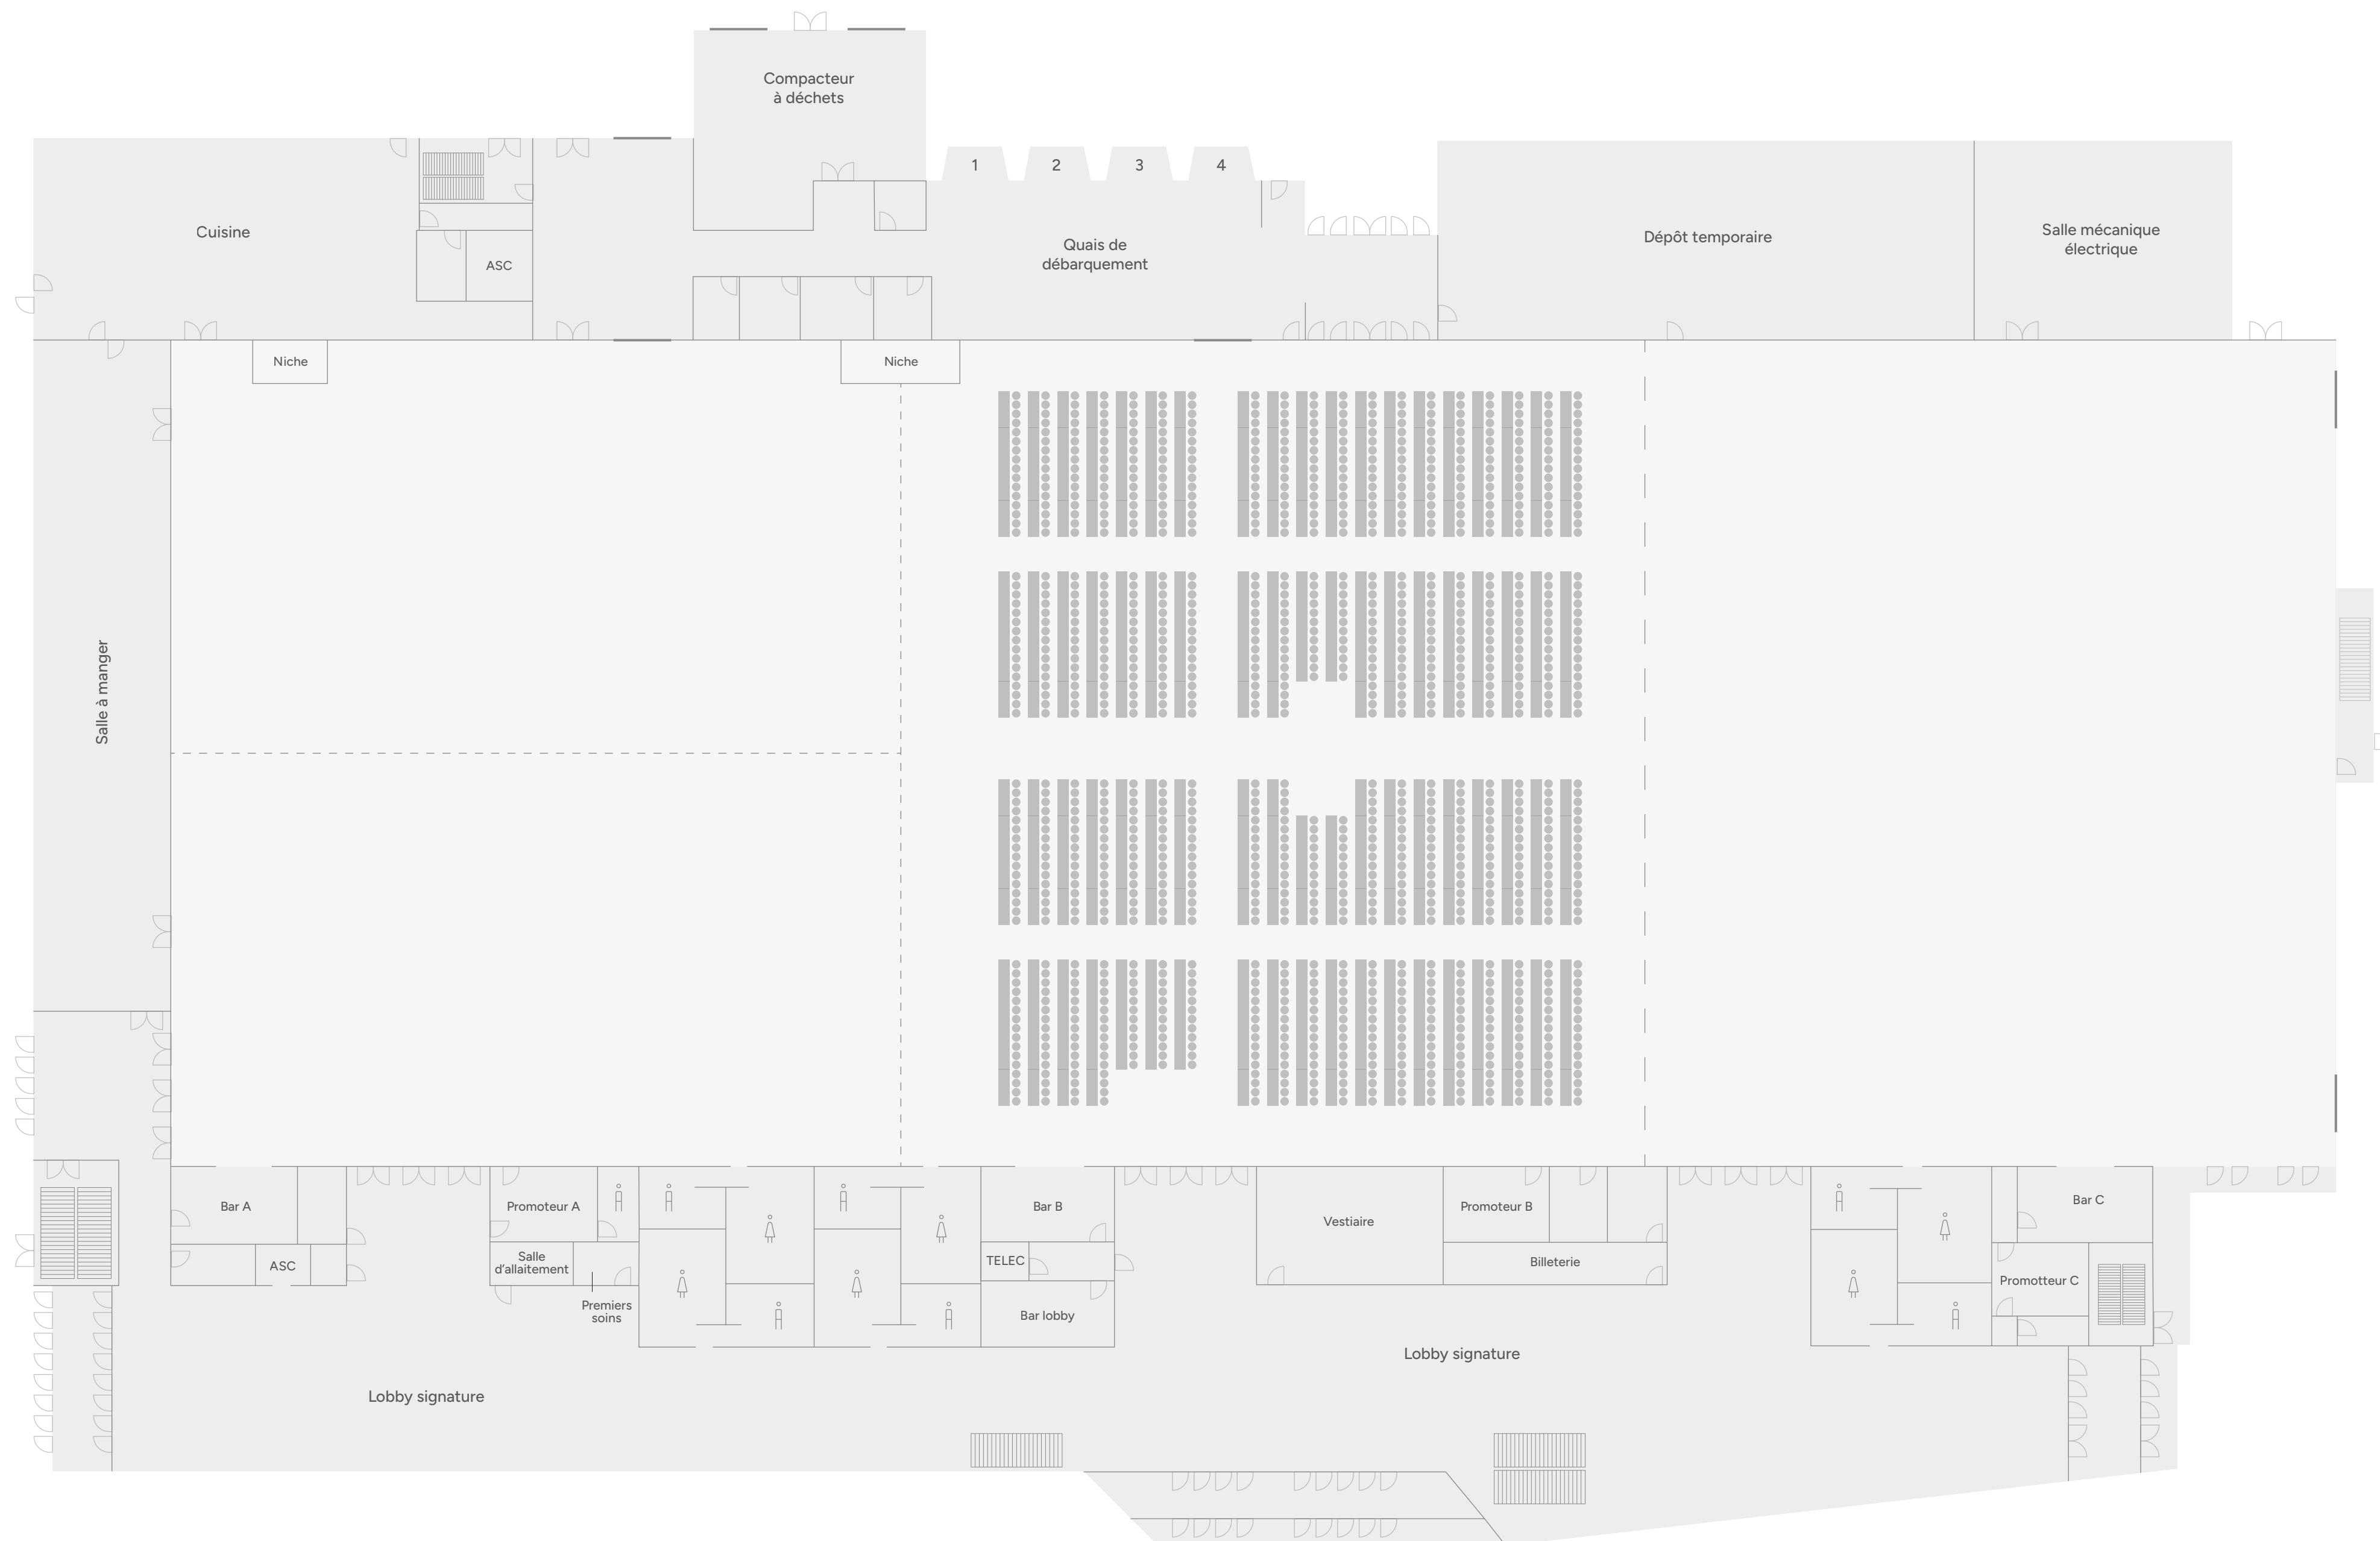 Compacteur
à déchets
1
2
3
4
Cuisine
ASC
Quais de
débarquement
Dépôt temporaire
Salle mécanique
électrique
Niche
Niche
Salle à manger
Bar A
ASC
Promoteur A
Salle
d'allaitement
Premiers
soins
Bar B
TELEC
Bar lobby
Vestiaire
Promoteur B
Billeterie
Bar C
Promotteur C
Lobby signature
Lobby signature